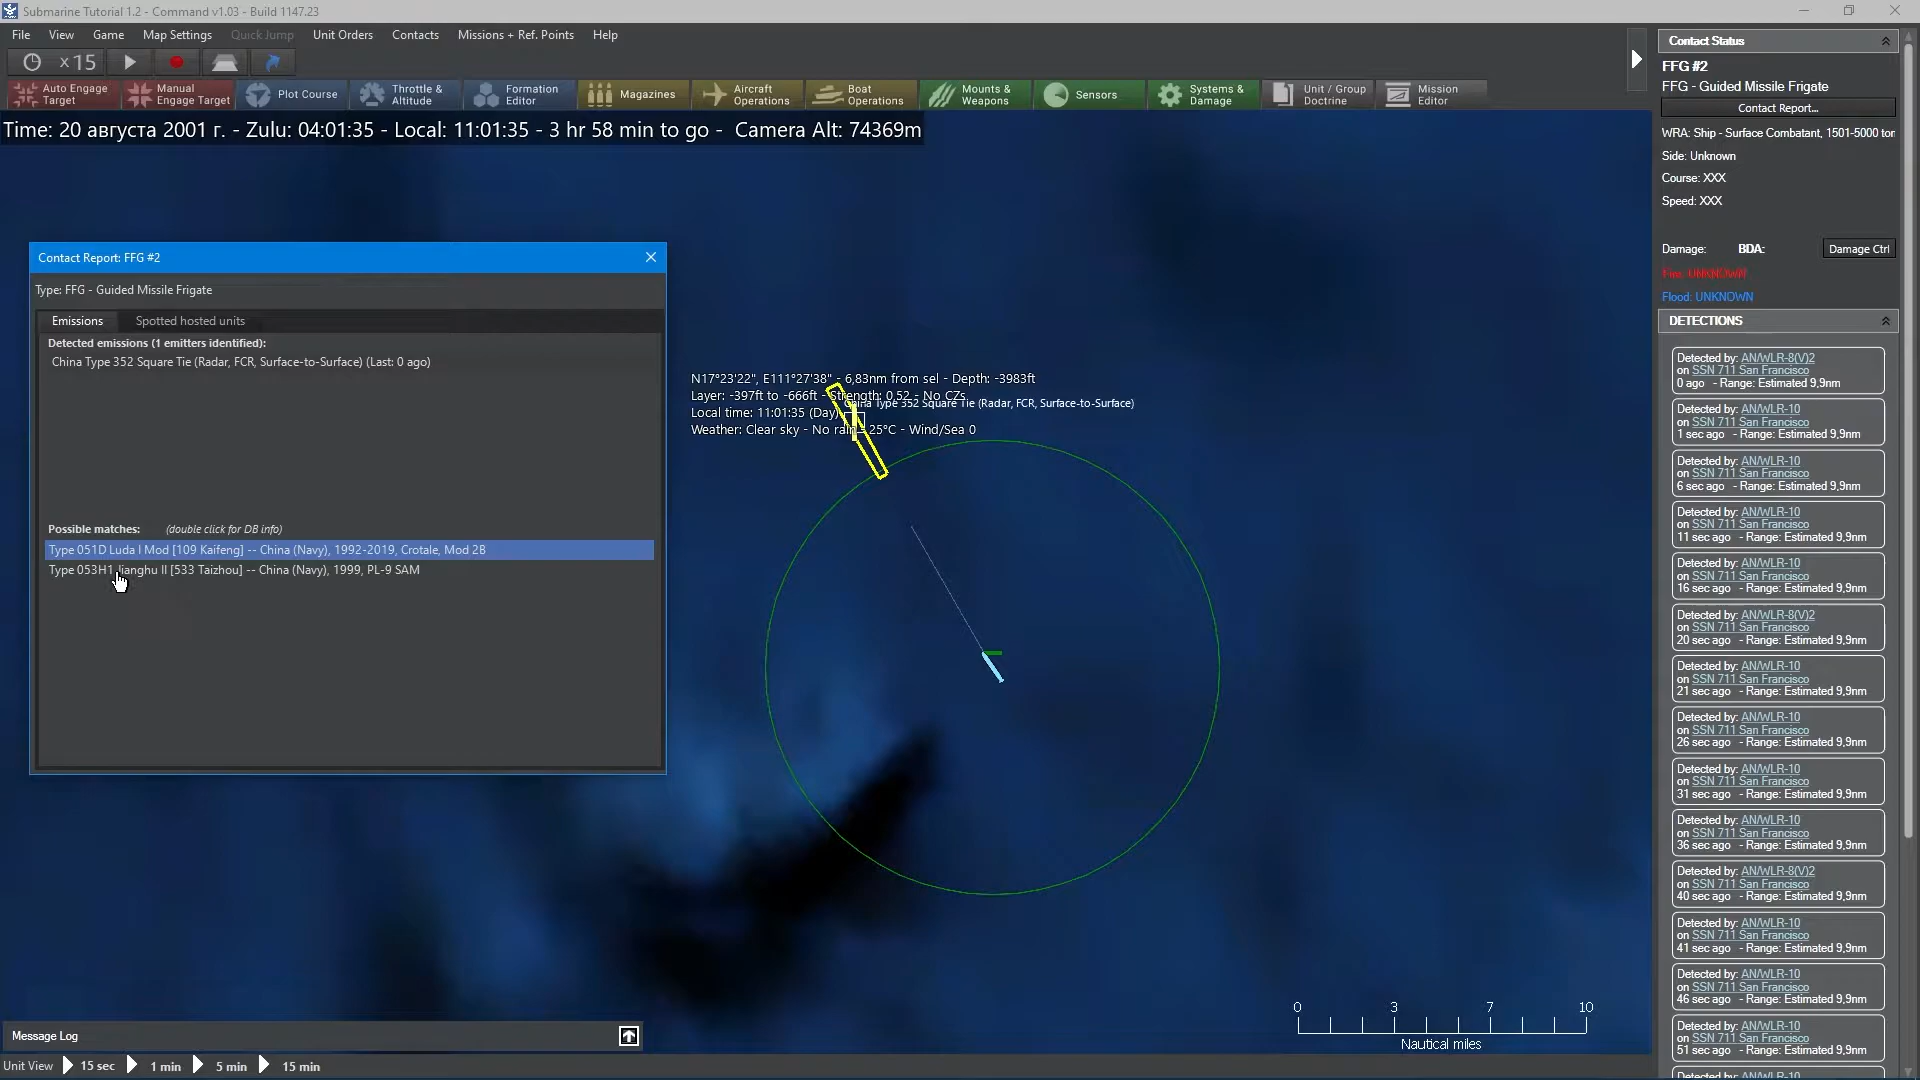 Submarine Tutorial 1.2 - Command v1.03 - Build 1147.23
File View Game Map Settings Quick Jump Unit Orders Contacts Missions + Ref. Points Help
x 15
Auto Engage Target
Manual Engage Target
Plot Course
Throttle & Altitude
Formation Editor
Magazines
Aircraft Operations
Boat Operations
Mounts & Weapons
Sensors
Systems & Damage
Unit / Group Doctrine
Mission Editor
Time: 20 августа 2001 г. - Zulu: 04:01:35 - Local: 11:01:35 - 3 hr 58 min to go - Camera Alt: 74369m
Contact Report: FFG #2
Type: FFG - Guided Missile Frigate
Emissions Spotted hosted units
Detected emissions (1 emitters identified):
China Type 352 Square Tie (Radar, FCR, Surface-to-Surface) (Last: 0 ago)
Possible matches: (double click for DB info)
Type 051D Luda I Mod [109 Kaifeng] -- China (Navy), 1992-2019, Crotale, Mod 2B
Type 053H1 Jianghu II [533 Taizhou] -- China (Navy), 1999, PL-9 SAM
N17°23'22", E111°27'38" - 6,83nm from sel - Depth: -3983ft
Layer: -397ft to -666ft - Strength: 0,52 - No CZs
China Type 352 Square Tie (Radar, FCR, Surface-to-Surface)
Local time: 11:01:35 (Day)
Weather: Clear sky - No rain - 25°C - Wind/Sea 0
0 3 7 10
Nautical miles
Message Log
Unit View 15 sec 1 min 5 min 15 min
Contact Status
FFG #2
FFG - Guided Missile Frigate
Contact Report...
WRA: Ship - Surface Combatant, 1501-5000 ton
Side: Unknown
Course: XXX
Speed: XXX
Damage: BDA: Damage Ctrl
Fire: UNKNOWN
Flood: UNKNOWN
DETECTIONS
Detected by: AN/WLR-8(V)2
on SSN 711 San Francisco
0 ago - Range: Estimated 9,9nm
Detected by: AN/WLR-10
on SSN 711 San Francisco
1 sec ago - Range: Estimated 9,9nm
Detected by: AN/WLR-10
on SSN 711 San Francisco
6 sec ago - Range: Estimated 9,9nm
Detected by: AN/WLR-10
on SSN 711 San Francisco
11 sec ago - Range: Estimated 9,9nm
Detected by: AN/WLR-10
on SSN 711 San Francisco
16 sec ago - Range: Estimated 9,9nm
Detected by: AN/WLR-8(V)2
on SSN 711 San Francisco
20 sec ago - Range: Estimated 9,9nm
Detected by: AN/WLR-10
on SSN 711 San Francisco
21 sec ago - Range: Estimated 9,9nm
Detected by: AN/WLR-10
on SSN 711 San Francisco
26 sec ago - Range: Estimated 9,9nm
Detected by: AN/WLR-10
on SSN 711 San Francisco
31 sec ago - Range: Estimated 9,9nm
Detected by: AN/WLR-10
on SSN 711 San Francisco
36 sec ago - Range: Estimated 9,9nm
Detected by: AN/WLR-8(V)2
on SSN 711 San Francisco
40 sec ago - Range: Estimated 9,9nm
Detected by: AN/WLR-10
on SSN 711 San Francisco
41 sec ago - Range: Estimated 9,9nm
Detected by: AN/WLR-10
on SSN 711 San Francisco
46 sec ago - Range: Estimated 9,9nm
Detected by: AN/WLR-10
on SSN 711 San Francisco
51 sec ago - Range: Estimated 9,9nm
Detected by: AN/WLR-10